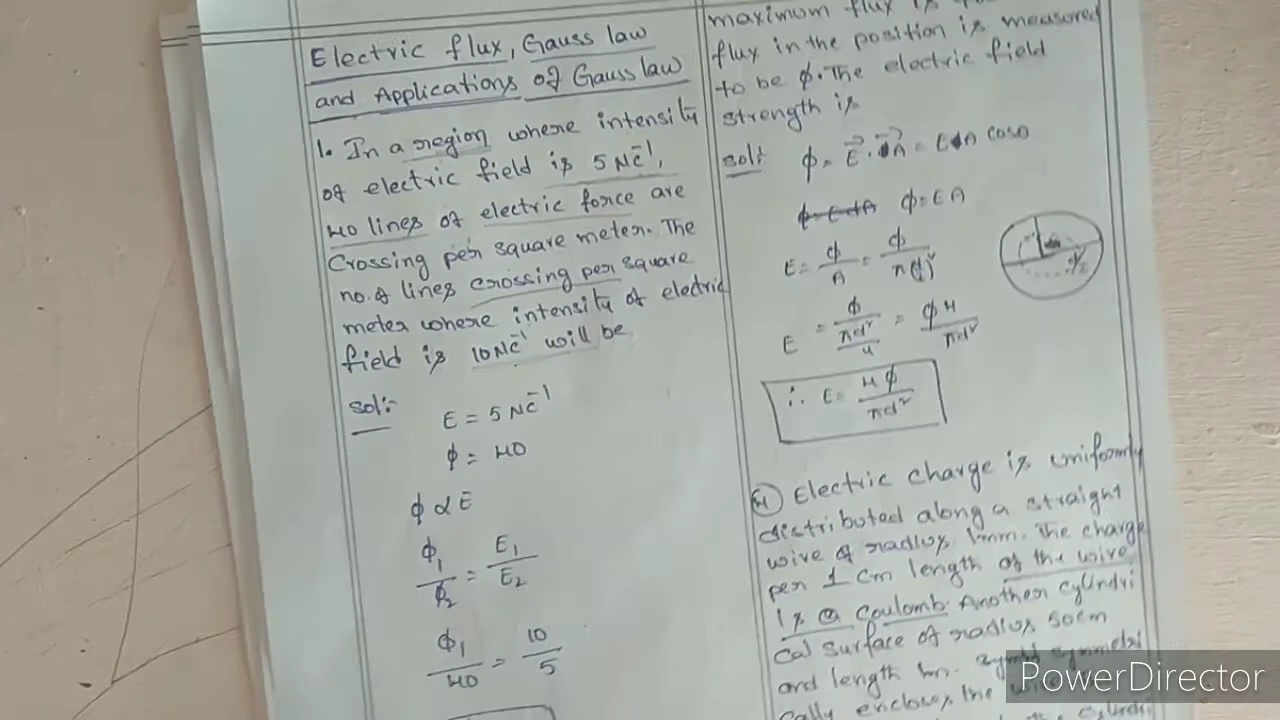 Electric flux, Gauss law
and Applications of Gauss law
1. In a region where intensity
of electric field is 5 NC⁻¹,
40 lines of electric force are
Crossing per square meter. The
no. of lines crossing per square
meter where intensity of electric
field is 10NC⁻¹ will be
Sol:-
E = 5 NC⁻¹
ϕ = 40
ϕ ∝ E
ϕ₁/ϕ₂ = E₁/E₂
ϕ₁/40 = 10/5
maximum flux is
flux in the position is measured
to be ϕ. The electric field
strength is
Sol:
ϕ = E⃗ · A⃗ = EA cosθ
ϕ = EA
E = ϕ/A = ϕ/π(d/2)²
E = ϕ/(πd²/4) = ϕ4/πd²
∴ E = 4ϕ/πd²
4) Electric charge is uniformly
distributed along a straight
wire of radius 1mm. The charge
per 1 cm length of the wire
is Q Coulomb. Another cylindri
cal surface of radius 50cm
and length 1m. symmetri
cally encloses the
PowerDirector